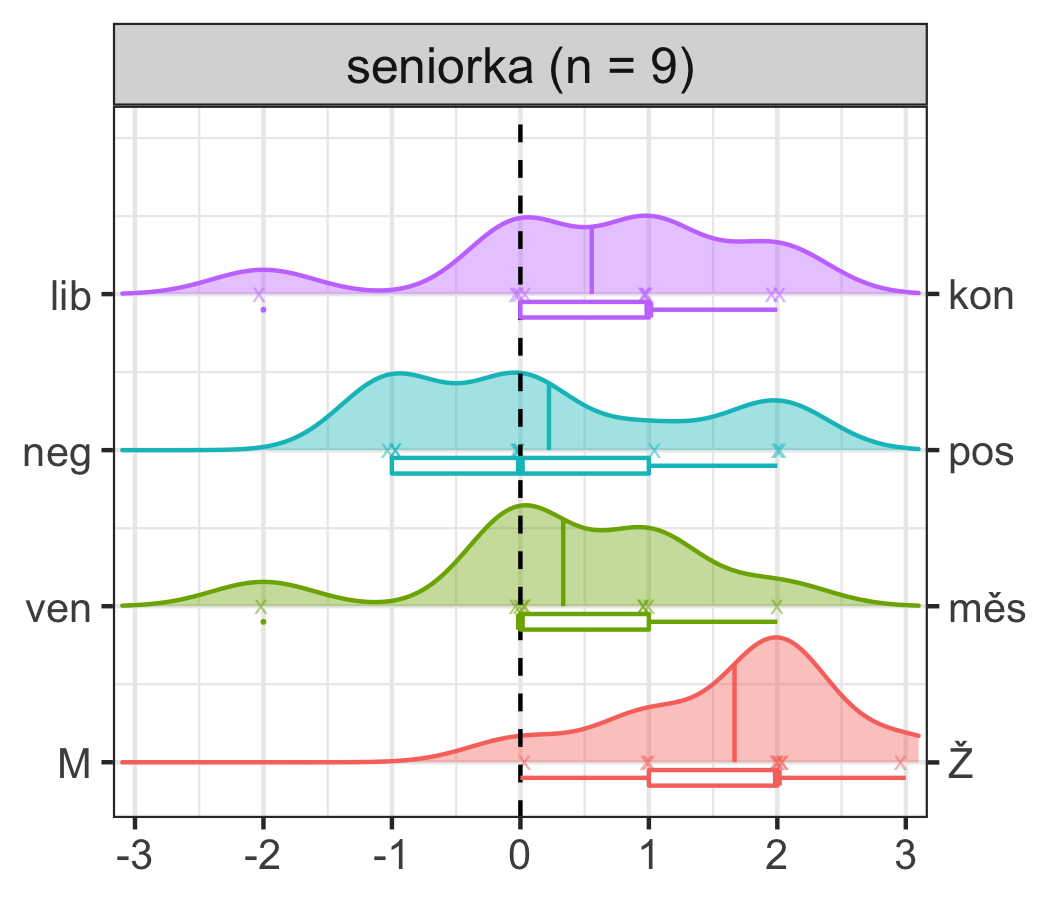 seniorka (n = 9)
lib kon
neg pos
ven měs
M Ž
-3 -2 -1 0 1 2 3